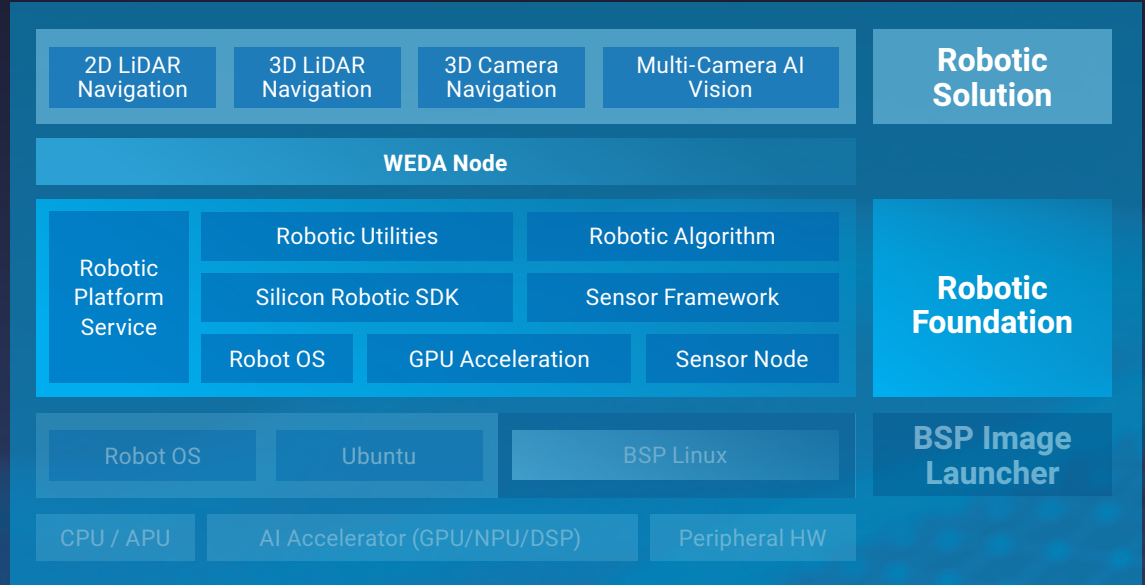 2D LiDAR
Navigation
3D LiDAR
Navigation
3D Camera
Navigation
Multi-Camera AI
Vision
Robotic
Solution
WEDA Node
Robotic
Platform
Service
Robotic Utilities
Robotic Algorithm
Silicon Robotic SDK
Sensor Framework
Robot OS
GPU Acceleration
Sensor Node
Robotic
Foundation
Robot OS
Ubuntu
BSP Linux
BSP Image
Launcher
CPU / APU
AI Accelerator (GPU/NPU/DSP)
Peripheral HW